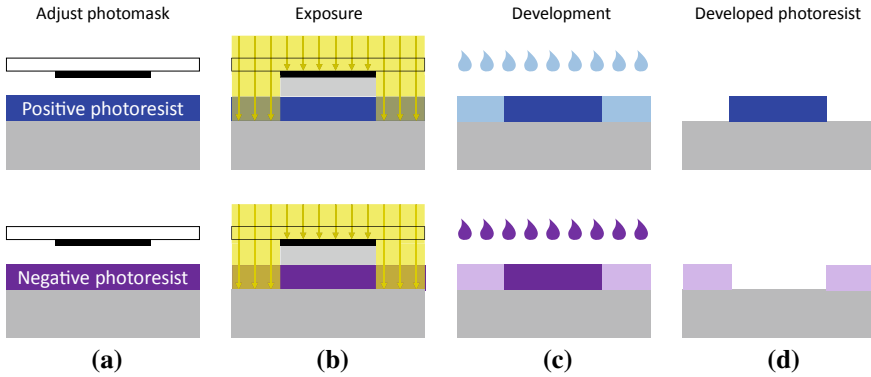 Adjust photomask Exposure Development Developed photoresist
Positive photoresist
Negative photoresist
(a) (b) (c) (d)